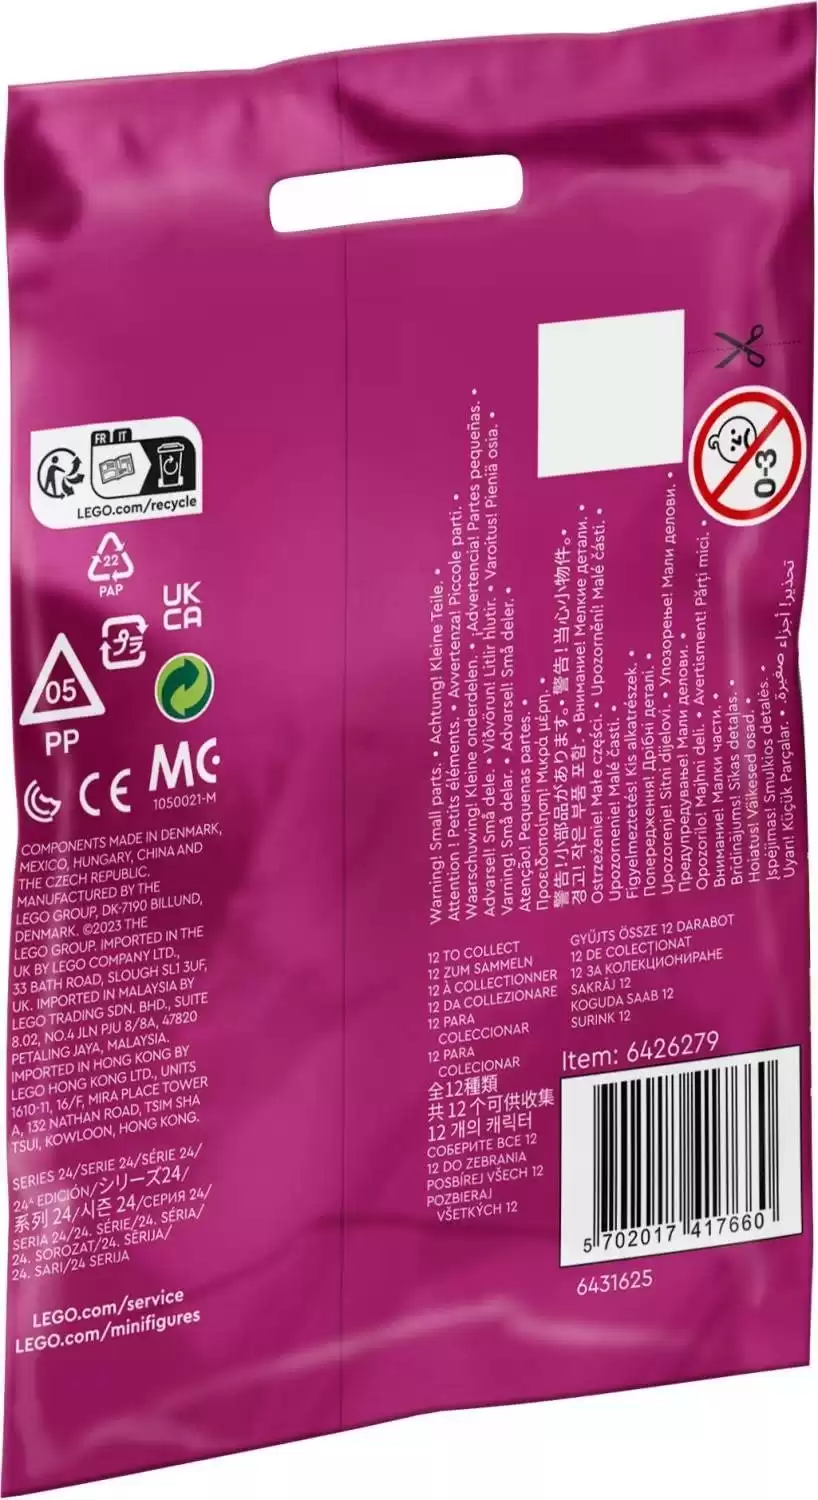 FR IT
LEGO.com/recycle
22
PAP
UK
CA
プラ
05
PP
CE
1050021-M
COMPONENTS MADE IN DENMARK,
MEXICO, HUNGARY, CHINA AND
THE CZECH REPUBLIC.
MANUFACTURED BY THE
LEGO GROUP, DK-7190 BILLUND,
DENMARK. ©2023 THE
LEGO GROUP. IMPORTED IN THE
UK BY LEGO COMPANY LTD.,
33 BATH ROAD, SLOUGH SL1 3UF,
UK. IMPORTED IN MALAYSIA BY
LEGO TRADING SDN. BHD., SUITE
8.02, NO.4 JLN PJU 8/8A, 47820
PETALING JAYA, MALAYSIA.
IMPORTED IN HONG KONG BY
LEGO HONG KONG LTD., UNITS
1610-11, 16/F, MIRA PLACE TOWER
A, 132 NATHAN ROAD, TSIM SHA
TSUI, KOWLOON, HONG KONG.
SERIES 24/SERIE 24/SÉRIE 24/
24ª EDICIÓN/シリーズ24/
系列 24/시즌 24/СЕРИЯ 24/
SERIA 24/24. SÉRIE/24. SÉRIA/
24. SOROZAT/24. SĒRIJA/
24. SARI/24 SERIJA
LEGO.com/service
LEGO.com/minifigures
0-3
Warning! Small parts. • Achtung! Kleine Teile. •
Attention ! Petits éléments. • Avvertenza! Piccole parti. •
Waarschuwing! Kleine onderdelen. • ¡Advertencia! Partes pequeñas. •
Advarsel! Små dele. • Viðvörun! Litlir hlutir. • Varoitus! Pieniä osia. •
Varning! Små delar. • Advarsel! Små deler. •
Atenção! Pequenas partes. •
Προειδοποίηση! Μικρά μέρη. •
警告!小部品があります。• 警告!当心小物件。•
경고! 작은 부품 포함. • Внимание! Мелкие детали. •
Ostrzeżenie! Małe części. • Upozornění! Malé části. •
Upozornenie! Malé časti. •
Figyelmeztetés! Kis alkatrészek. •
Попередження! Дрібні деталі. •
Upozorenje! Sitni dijelovi. • Упозорење! Мали делови. •
Предупредување! Мали делови. •
Opozorilo! Majhni deli. • Avertisment! Părți mici. •
Внимание! Малки части. •
Brīdinājums! Sīkas detaļas. •
Hoiatus! Väikesed osad. •
Įspėjimas! Smulkios detalės. •
Uyarı! Küçük Parçalar. • تحذير! أجزاء صغيرة •
12 TO COLLECT
12 ZUM SAMMELN
12 À COLLECTIONNER
12 DA COLLEZIONARE
12 PARA
COLECCIONAR
12 PARA
COLECIONAR
全12種類
共 12 个可供收集
12 개의 캐릭터
СОБЕРИТЕ ВСЕ 12
12 DO ZEBRANIA
POSBÍREJ VŠECH 12
POZBIERAJ
VŠETKÝCH 12
GYŰJTS ÖSSZE 12 DARABOT
12 DE COLECȚIONAT
12 ЗА КОЛЕКЦИОНИРАНЕ
SAKRĀJ 12
KOGUDA SAAB 12
SURINK 12
Item: 6426279
5 702017 417660
6431625